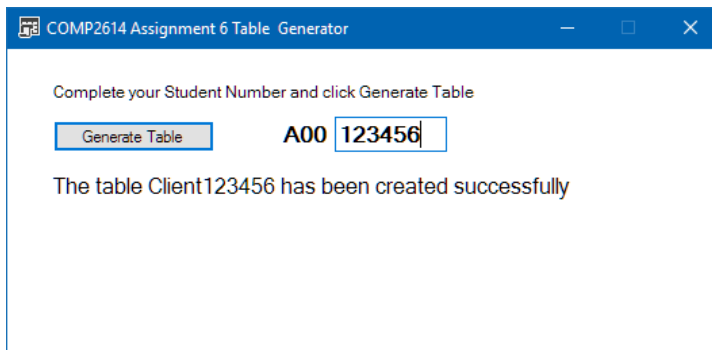 COMP2614 Assignment 6 Table  Generator
Complete your Student Number and click Generate Table
Generate Table A00 123456
The table Client123456 has been created successfully